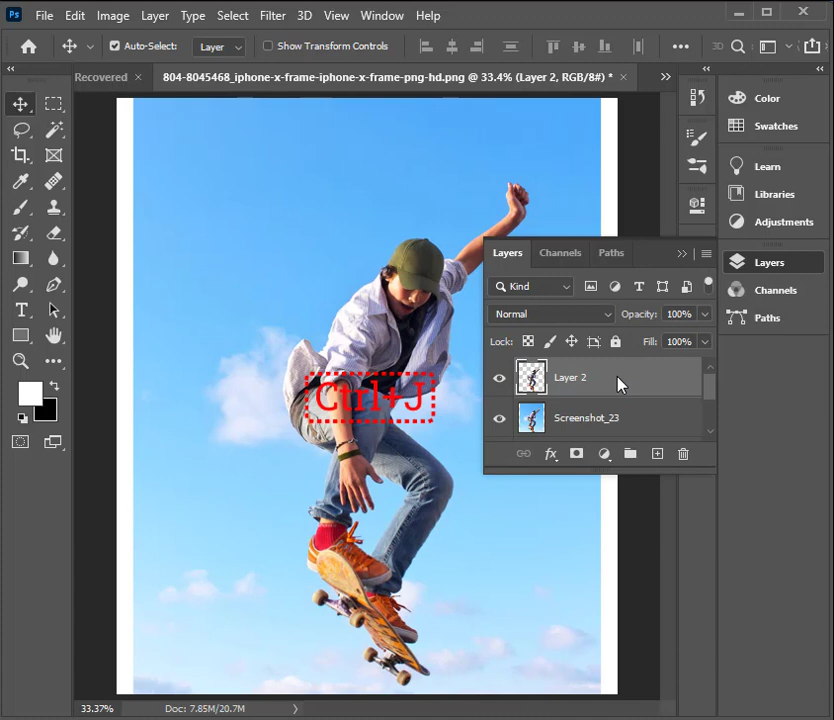 Ps File Edit Image Layer Type Select Filter 3D View Window Help
Auto-Select: Layer Show Transform Controls 3D
Recovered × 804-8045468_iphone-x-frame-iphone-x-frame-png-hd.png @ 33.4% (Layer 2, RGB/8#) * ×
Color
Swatches
Learn
Libraries
Adjustments
Layers
Channels
Paths
Layers Channels Paths
Kind
Normal Opacity: 100%
Lock: Fill: 100%
Layer 2
Screenshot_23
fx
Ctrl+J
33.37% Doc: 7.85M/20.7M